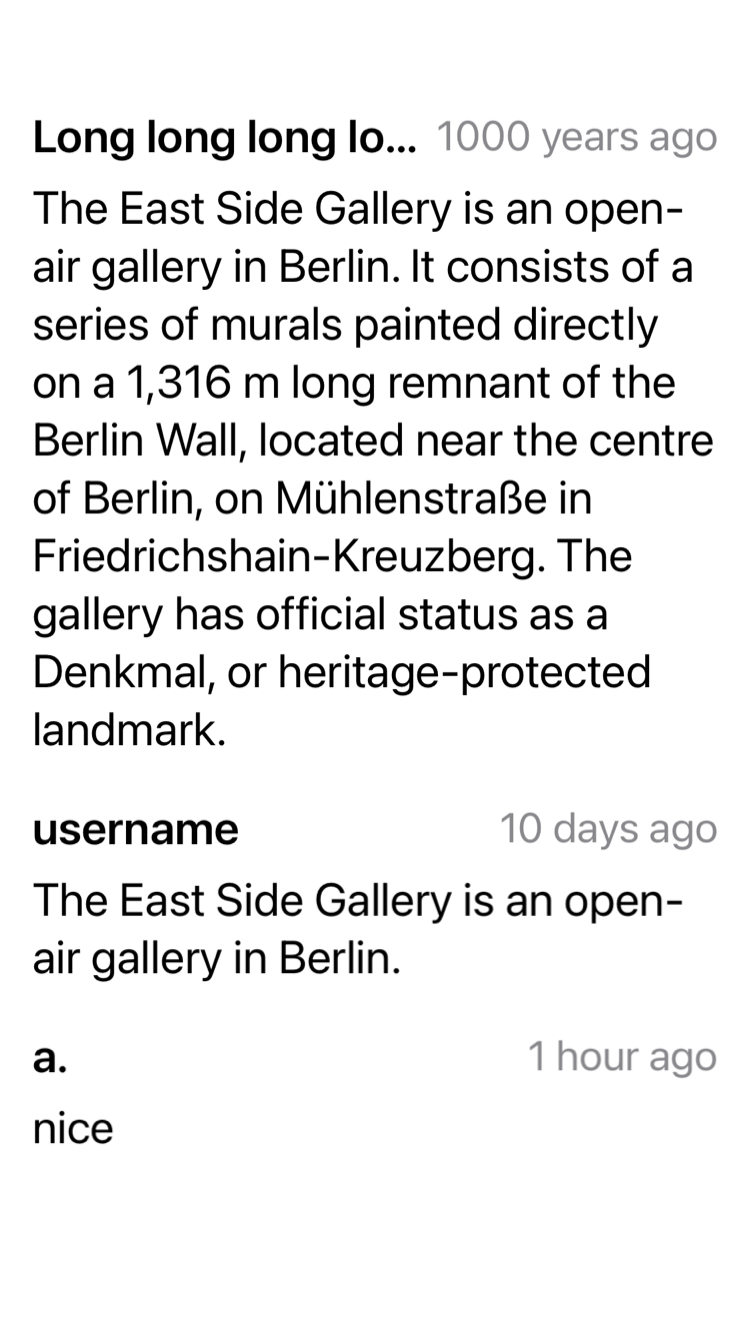 Long long long lo... 1000 years ago
The East Side Gallery is an open-
air gallery in Berlin. It consists of a
series of murals painted directly
on a 1,316 m long remnant of the
Berlin Wall, located near the centre
of Berlin, on Mühlenstraße in
Friedrichshain-Kreuzberg. The
gallery has official status as a
Denkmal, or heritage-protected
landmark.
username 10 days ago
The East Side Gallery is an open-
air gallery in Berlin.
a. 1 hour ago
nice